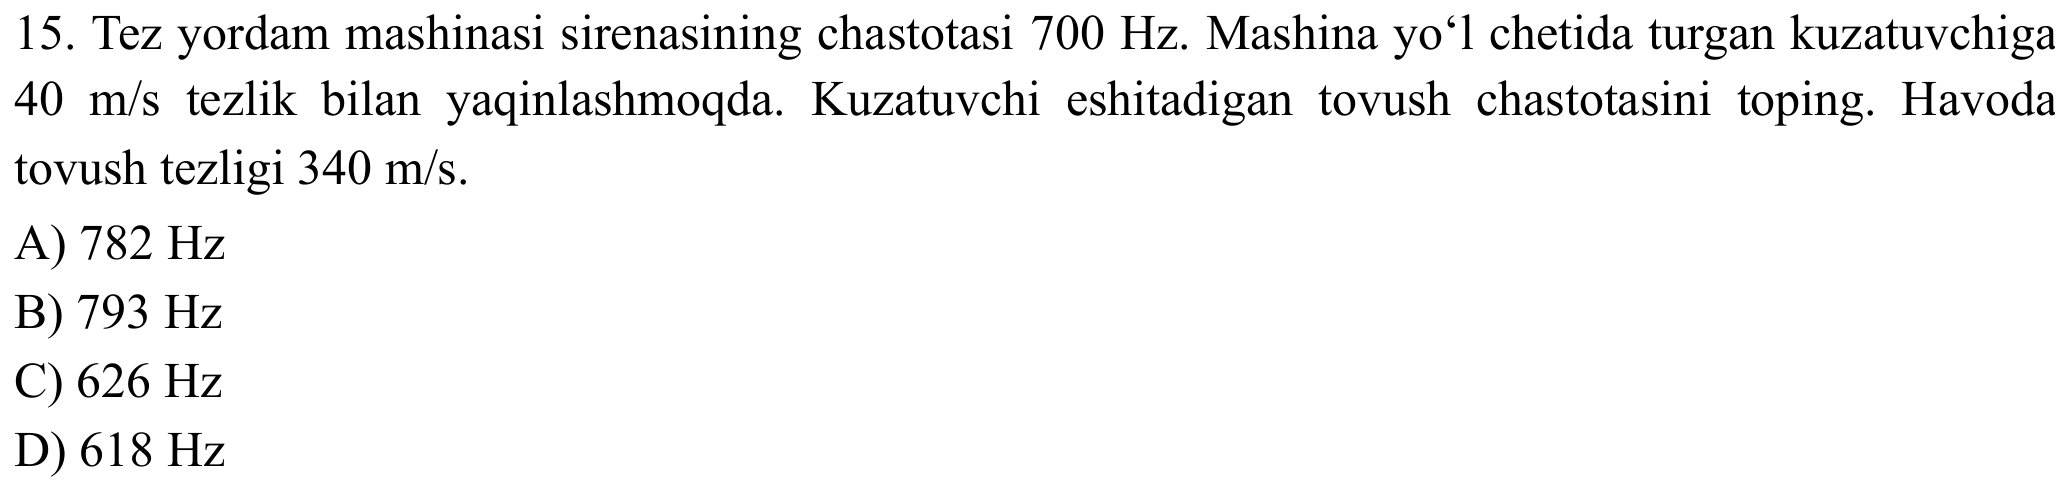 15. Tez yordam mashinasi sirenasining chastotasi 700 Hz. Mashina yo‘l chetida turgan kuzatuvchiga
40 m/s tezlik bilan yaqinlashmoqda. Kuzatuvchi eshitadigan tovush chastotasini toping. Havoda
tovush tezligi 340 m/s.
A) 782 Hz
B) 793 Hz
C) 626 Hz
D) 618 Hz